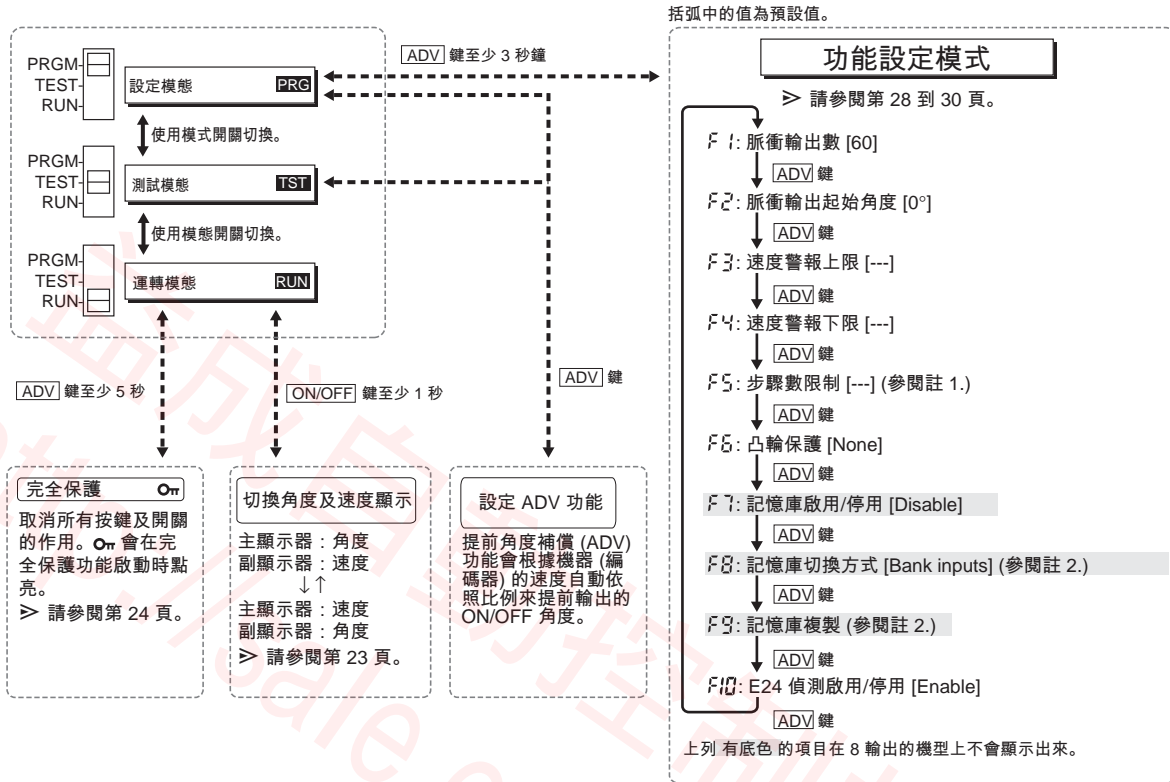 括弧中的值為預設值。
PRGM
TEST
RUN
設定模態 PRG
使用模式開關切換。
PRGM
TEST
RUN
測試模態 TST
使用模態開關切換。
PRGM
TEST
RUN
運轉模態 RUN
ADV 鍵至少 3 秒鐘
ADV 鍵至少 5 秒
ON/OFF 鍵至少 1 秒
ADV 鍵
完全保護
取消所有按鍵及開關
的作用。 會在完
全保護功能啟動時點
亮。
請參閱第 24 頁。
切換角度及速度顯示
主顯示器 : 角度
副顯示器 : 速度
↓↑
主顯示器 : 速度
副顯示器 : 角度
請參閱第 23 頁。
設定 ADV 功能
提前角度補償 (ADV)
功能會根據機器 (編
碼器) 的速度自動依
照比例來提前輸出的
ON/OFF 角度。
功能設定模式
請參閱第 28 到 30 頁。
F1: 脈衝輸出數 [60]
ADV 鍵
F2: 脈衝輸出起始角度 [0°]
ADV 鍵
F3: 速度警報上限 [---]
ADV 鍵
F4: 速度警報下限 [---]
ADV 鍵
F5: 步驟數限制 [---] (參閱註 1.)
ADV 鍵
F6: 凸輪保護 [None]
ADV 鍵
F7: 記憶庫啟用/停用 [Disable]
ADV 鍵
F8: 記憶庫切換方式 [Bank inputs] (參閱註 2.)
ADV 鍵
F9: 記憶庫複製 (參閱註 2.)
ADV 鍵
F10: E24 偵測啟用/停用 [Enable]
ADV 鍵
上列 有底色 的項目在 8 輸出的機型上不會顯示出來。